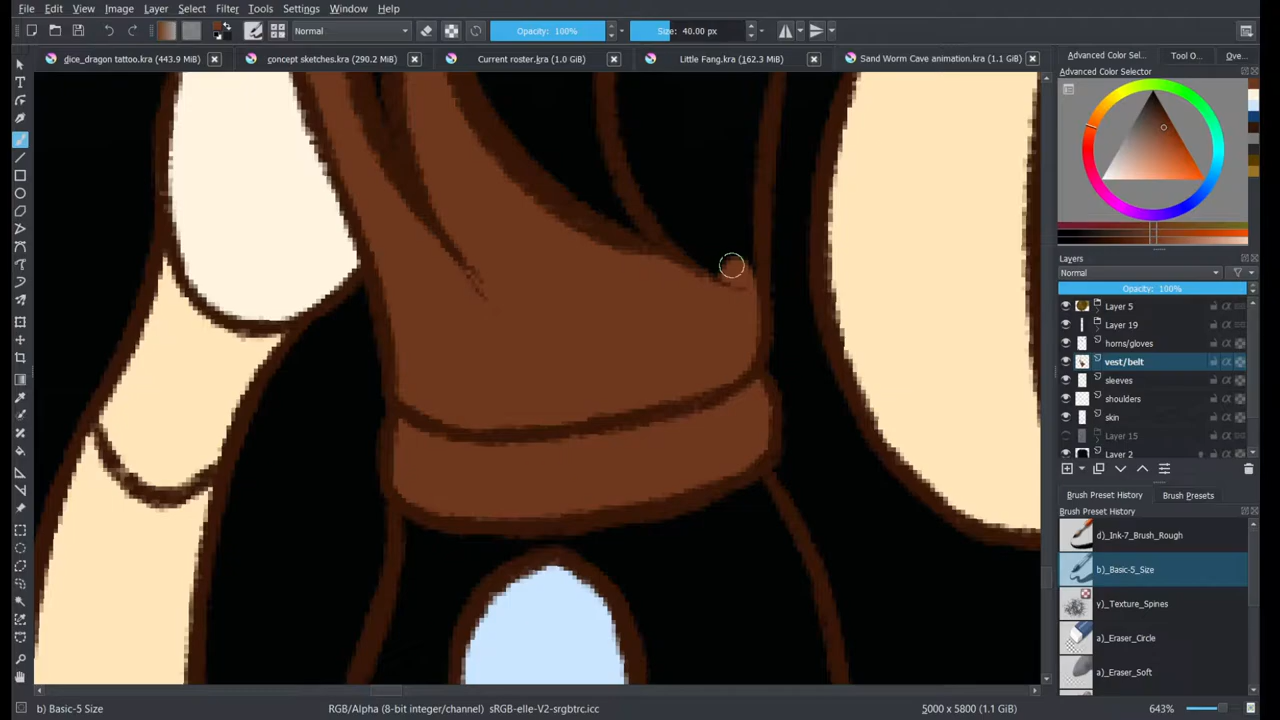 File Edit View Image Layer Select Filter Tools Settings Window Help
Normal Opacity: 100% Size: 40.00 px
dice_dragon tattoo.kra (443.9 MiB) concept sketches.kra (290.2 MiB) Current roster.kra (1.0 GiB) Little Fang.kra (162.3 MiB) Sand Worm Cave animation.kra (1.1 GiB)
Advanced Color Sel... Tool O... Ove...
Advanced Color Selector
Layers
Normal
Opacity: 100%
Layer 5
Layer 19
horns/gloves
vest/belt
sleeves
shoulders
skin
Layer 15
Layer 2
Brush Preset History Brush Presets
Brush Preset History
d)_Ink-7_Brush_Rough
b)_Basic-5_Size
y)_Texture_Spines
a)_Eraser_Circle
a)_Eraser_Soft
b) Basic-5 Size RGB/Alpha (8-bit integer/channel) sRGB-elle-V2-srgbtrc.icc 5000 x 5800 (1.1 GiB) 643%